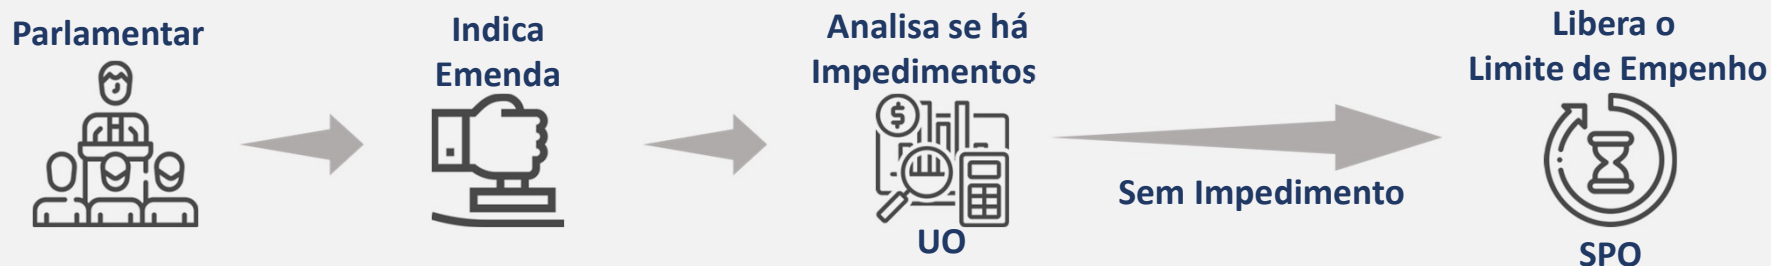 Parlamentar
Indica
Emenda
Analisa se há
Impedimentos
$
UO
Sem Impedimento
Libera o
Limite de Empenho
SPO